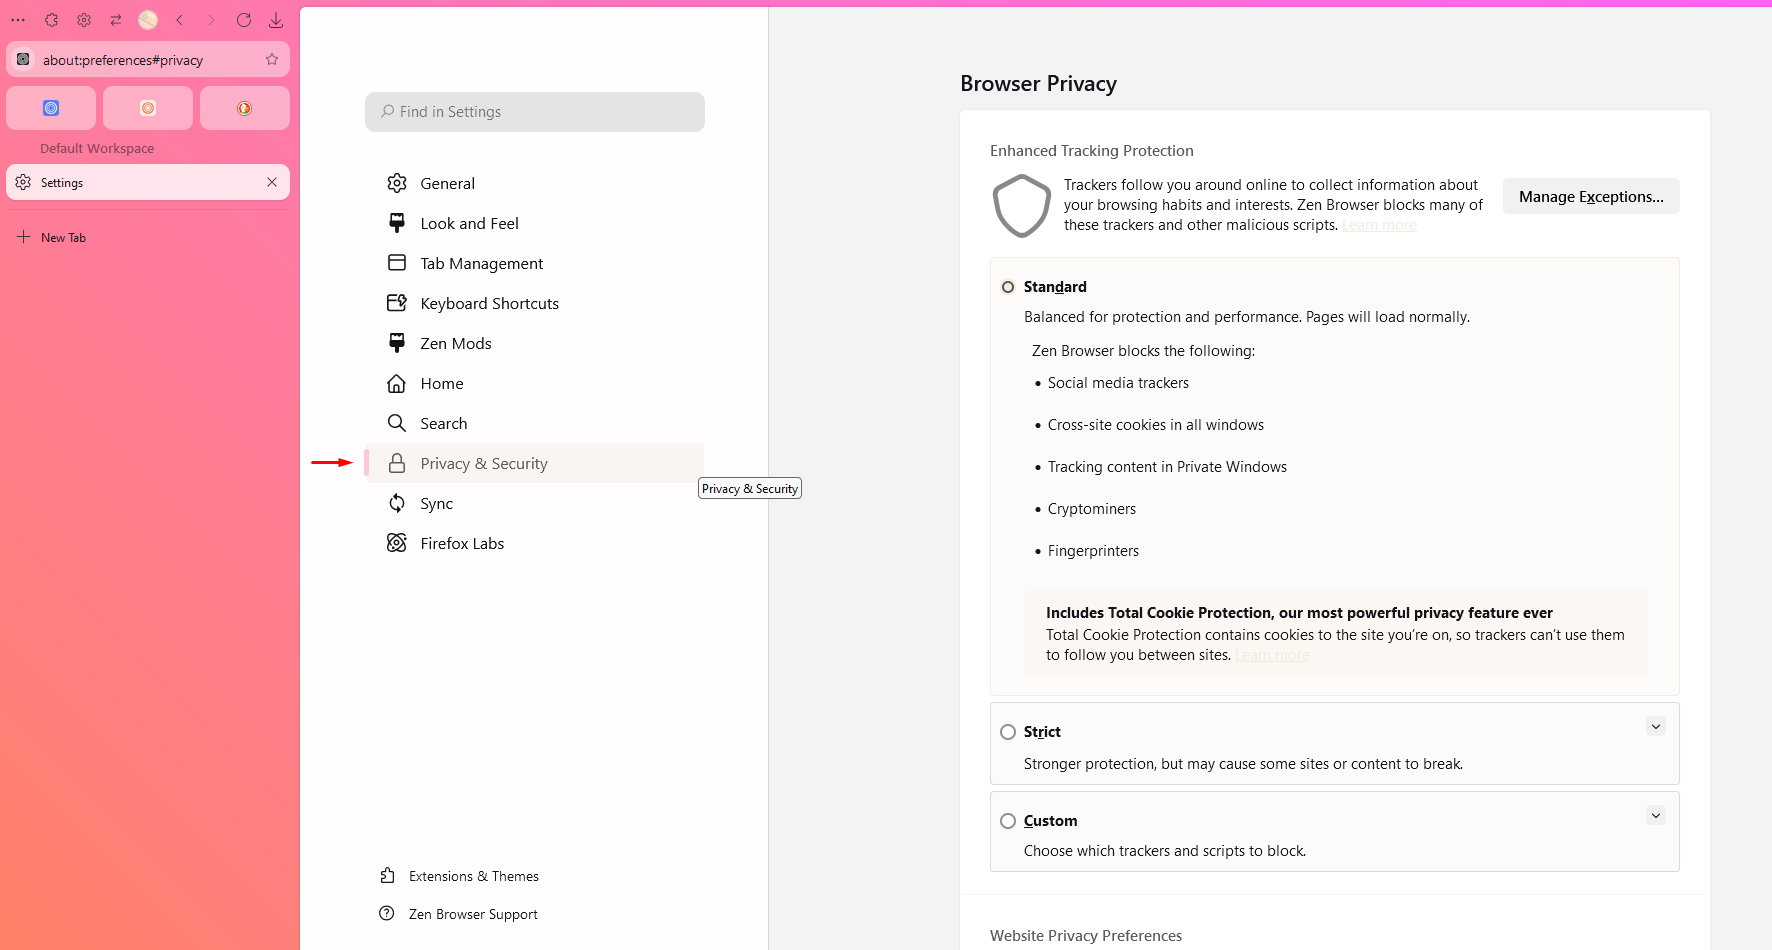 about:preferences#privacy
Default Workspace
Settings
New Tab
Find in Settings
General
Look and Feel
Tab Management
Keyboard Shortcuts
Zen Mods
Home
Search
Privacy & Security
Privacy & Security
Sync
Firefox Labs
Extensions & Themes
Zen Browser Support
Browser Privacy
Enhanced Tracking Protection
Trackers follow you around online to collect information about
your browsing habits and interests. Zen Browser blocks many of
these trackers and other malicious scripts. Learn more
Manage Exceptions...
Standard
Balanced for protection and performance. Pages will load normally.
Zen Browser blocks the following:
• Social media trackers
• Cross-site cookies in all windows
• Tracking content in Private Windows
• Cryptominers
• Fingerprinters
Includes Total Cookie Protection, our most powerful privacy feature ever
Total Cookie Protection contains cookies to the site you're on, so trackers can't use them
to follow you between sites. Learn more
Strict
Stronger protection, but may cause some sites or content to break.
Custom
Choose which trackers and scripts to block.
Website Privacy Preferences